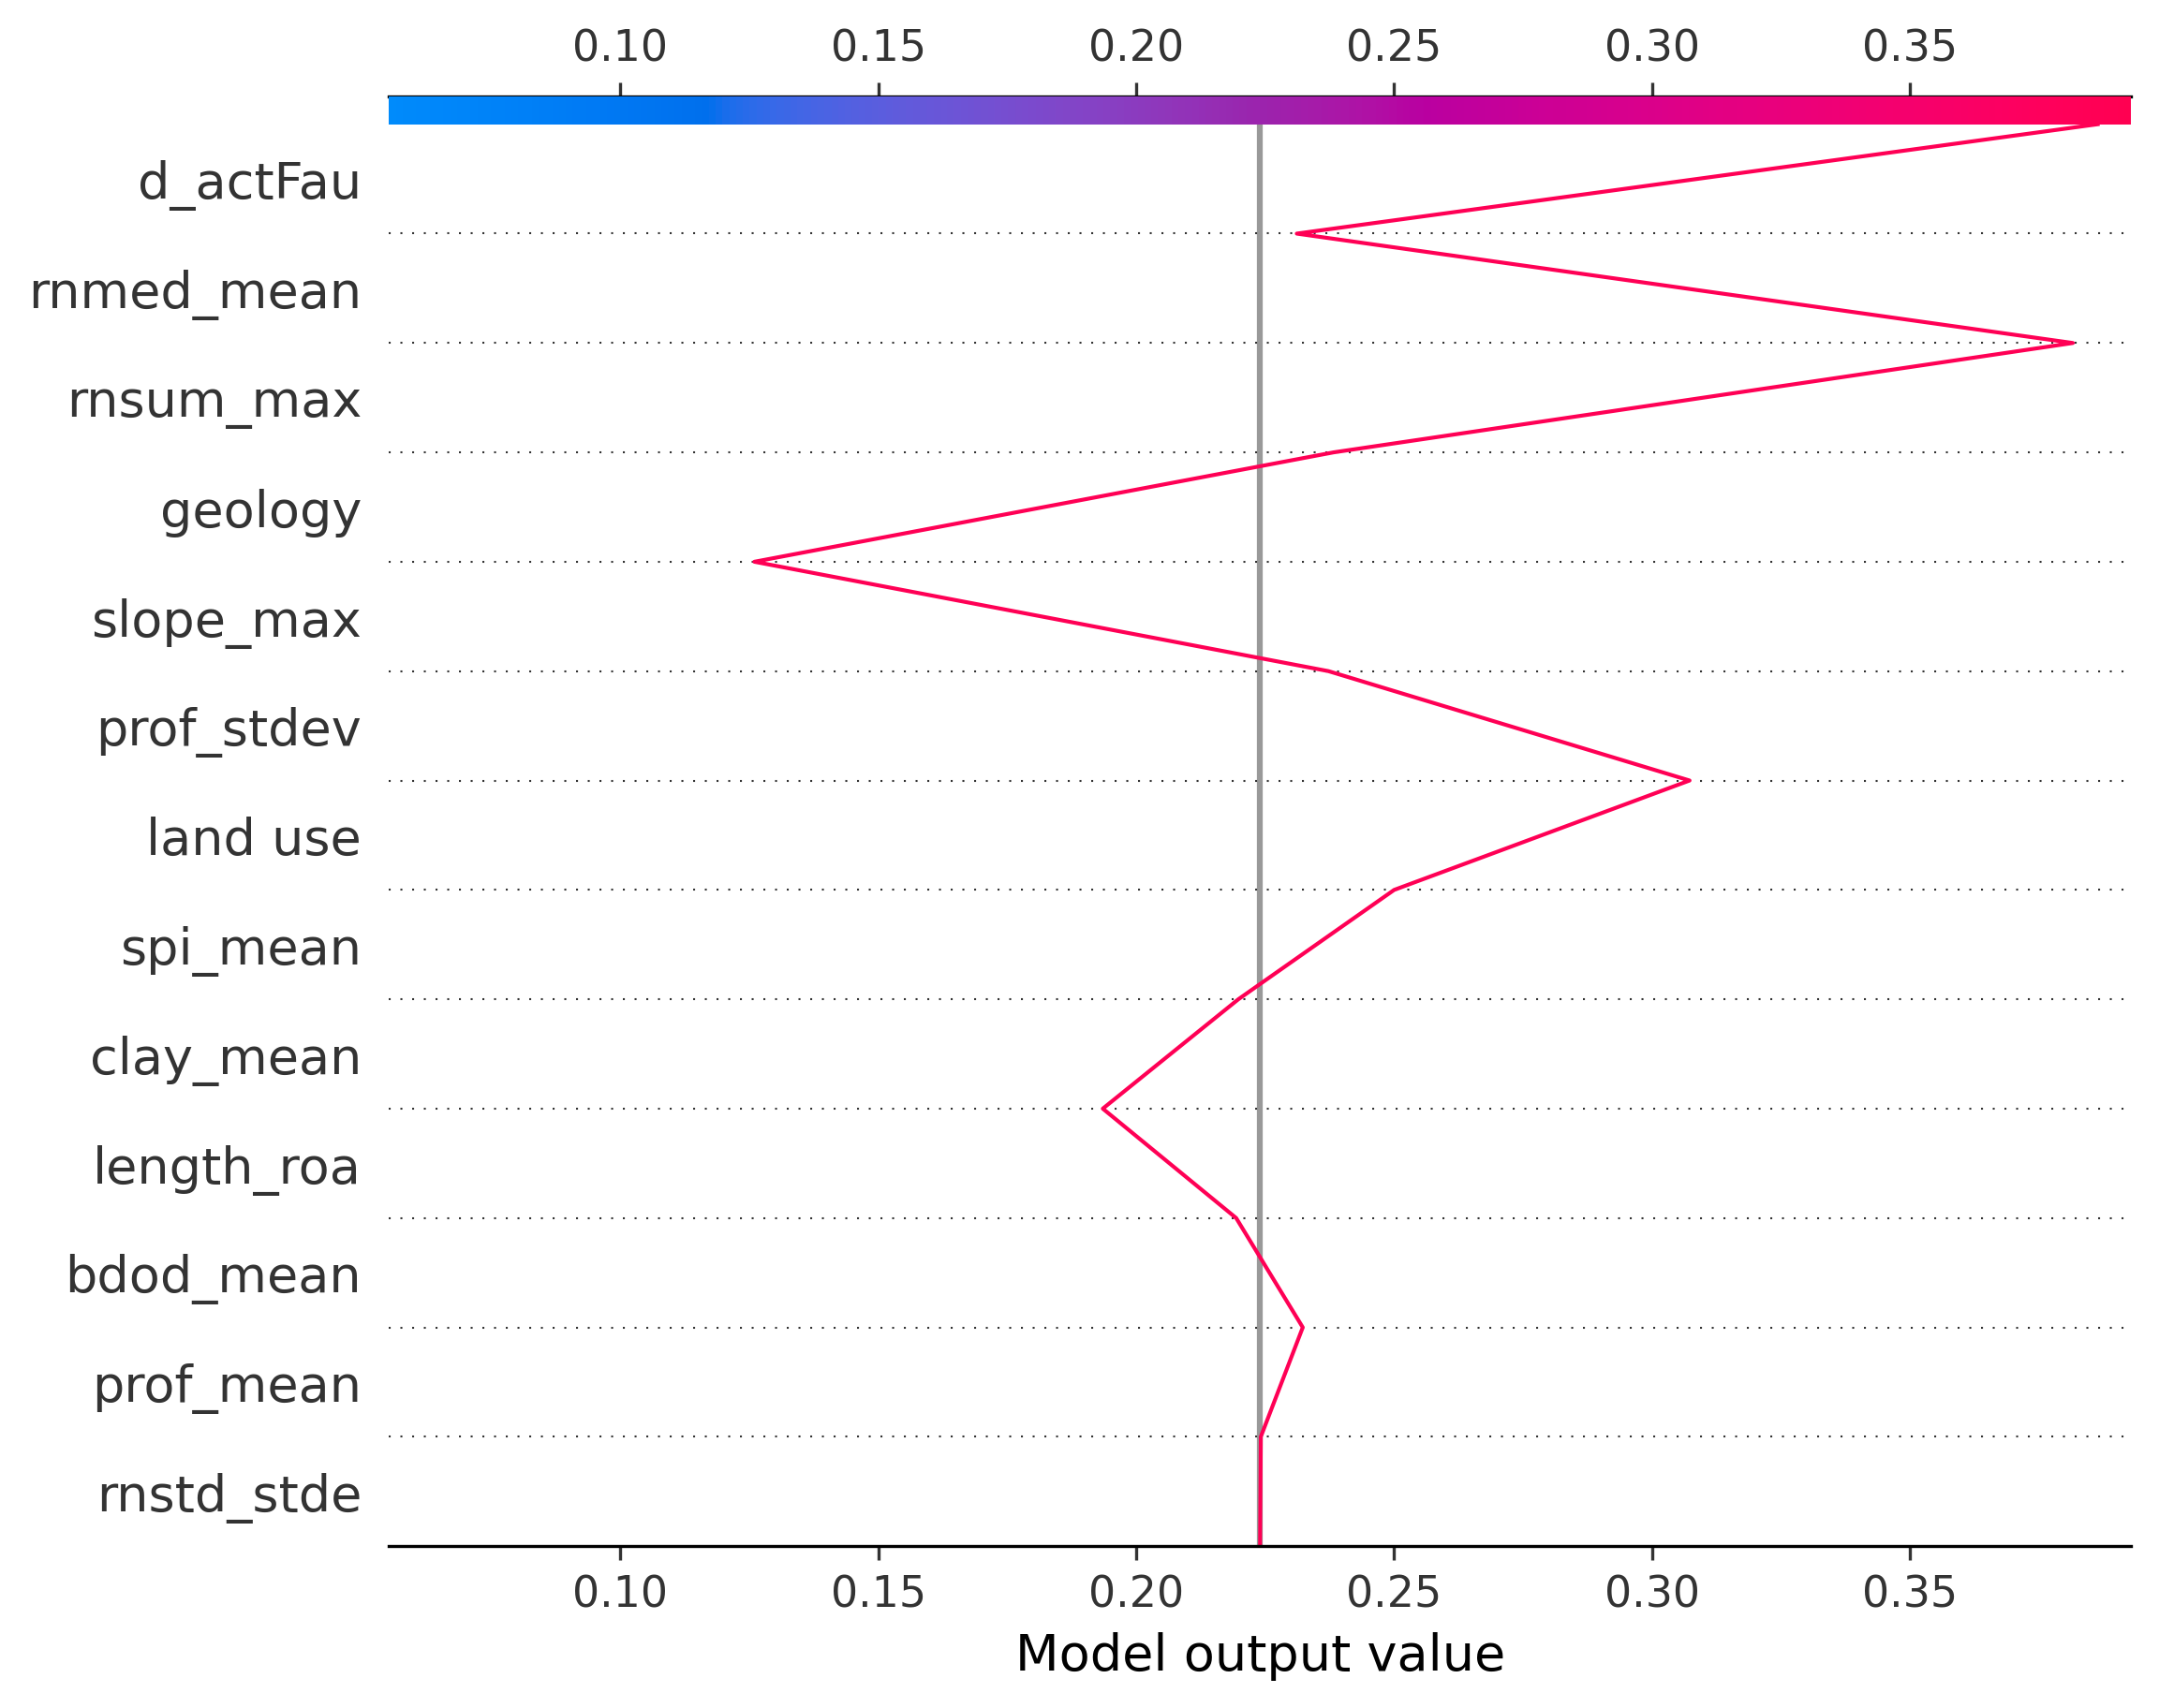 0.10 0.15 0.20 0.25 0.30 0.35
d_actFau
rnmed_mean
rnsum_max
geology
slope_max
prof_stdev
land use
spi_mean
clay_mean
length_roa
bdod_mean
prof_mean
rnstd_stde
0.10 0.15 0.20 0.25 0.30 0.35
Model output value